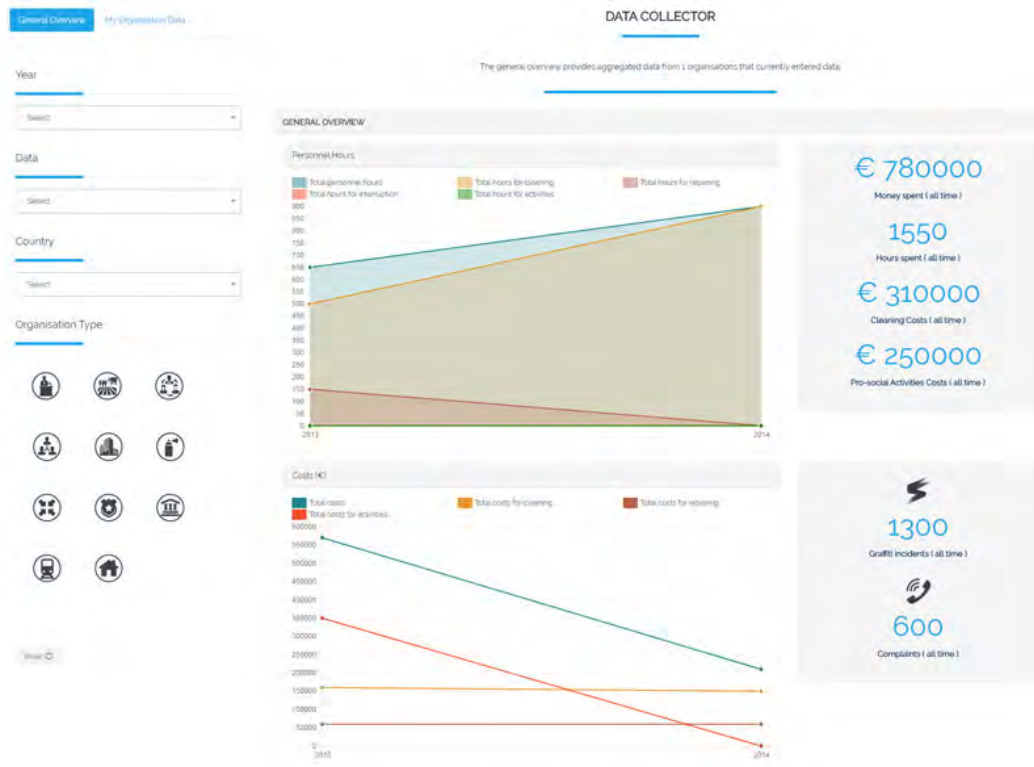 General Overview
My Organisation Data
DATA COLLECTOR
The general overview provides aggregated data from 1 organisations that currently entered data
Year
Select
Data
Select
Country
Select
Organisation Type
Reset
GENERAL OVERVIEW
Personnel Hours
Total personnel hours
Total hours for cleaning
Total hours for repairing
Total hours for interruption
Total hours for activities
900
850
800
750
700
650
600
550
500
450
400
350
300
250
200
150
100
50
0
2013
2014
€ 780000
Money spent ( all time )
1550
Hours spent ( all time )
€ 310000
Cleaning Costs ( all time )
€ 250000
Pro-social Activities Costs ( all time )
Costs (€)
Total costs
Total costs for cleaning
Total costs for repairing
Total costs for activities
600000
550000
500000
450000
400000
350000
300000
250000
200000
150000
100000
50000
0
2014
1300
Graffiti incidents ( all time )
600
Complaints ( all time )